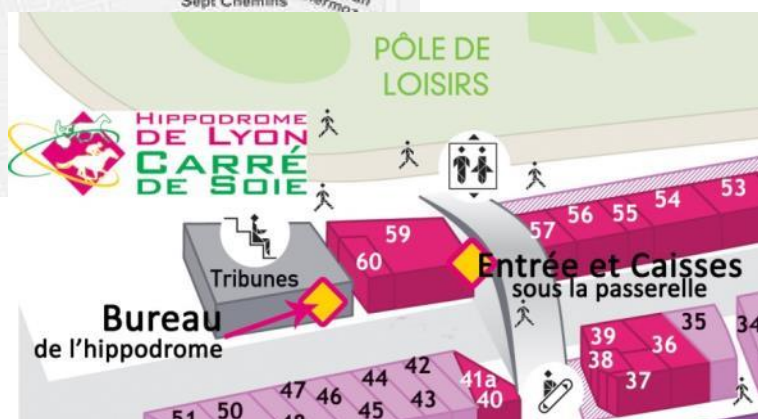 Sept Chemins
PÔLE DE
LOISIRS
HIPPODROME
DE LYON
CARRÉ
DE SOIE
53
54
55
56
57
59
60
Tribunes
Entrée et Caisses
sous la passerelle
Bureau
de l'hippodrome
34
35
36
39
38
37
42
44
46
47
41a
40
43
45
50
51